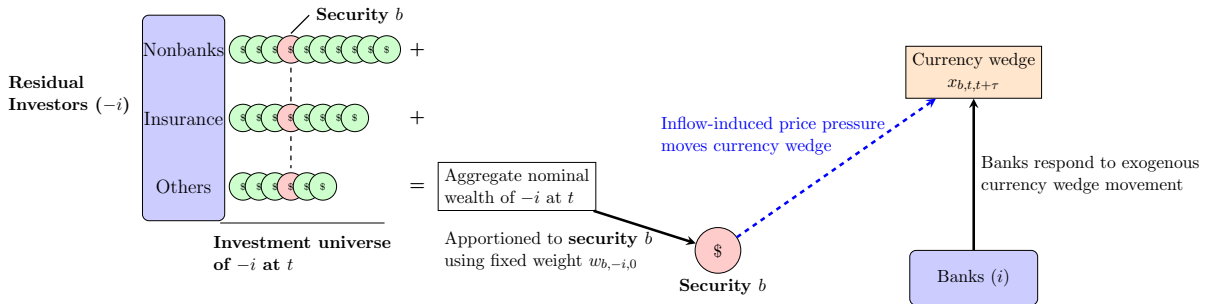 Security b
Nonbanks
$ $ $ $ $ $ $ $ $ $
+
Residual
Investors (−i)
Insurance
$ $ $ $ $ $ $ $
+
Others
$ $ $ $ $ $
=
Aggregate nominal
wealth of −i at t
Investment universe
of −i at t
Apportioned to security b
using fixed weight w_{b,−i,0}
$
Security b
Inflow-induced price pressure
moves currency wedge
Currency wedge
x_{b,t,t+τ}
Banks respond to exogenous
currency wedge movement
Banks (i)